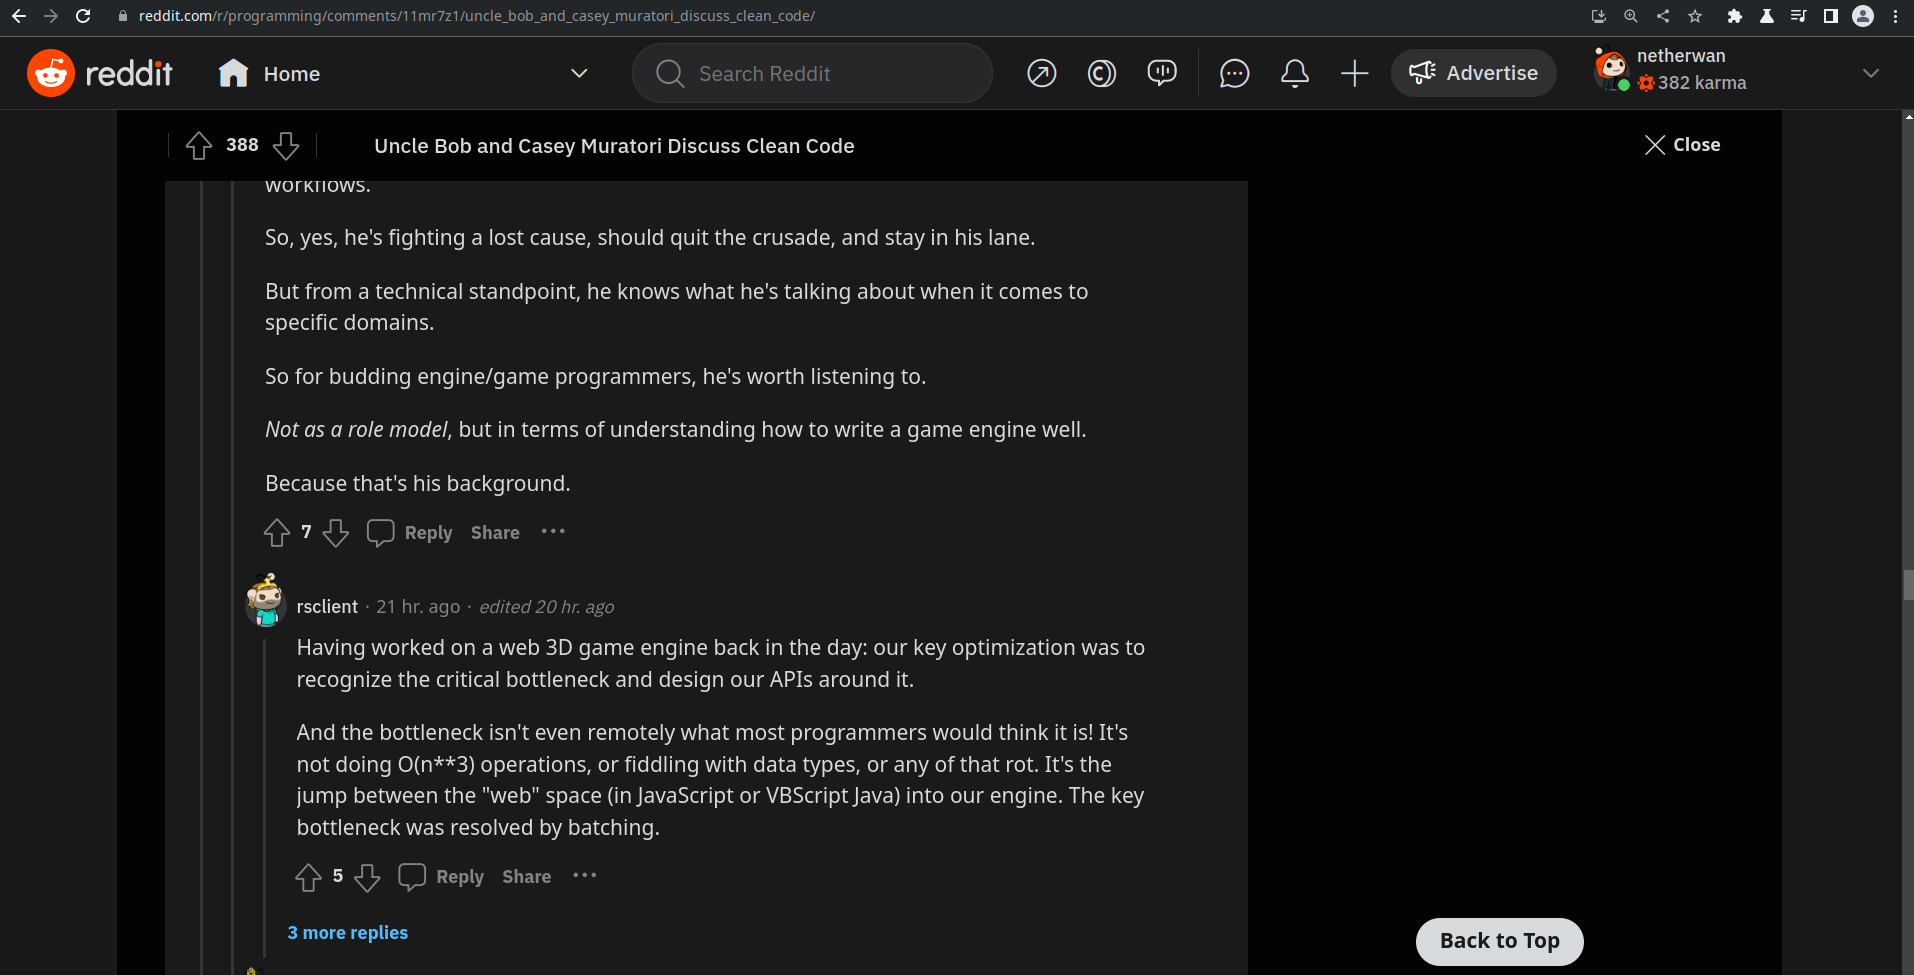 reddit.com/r/programming/comments/11mr7z1/uncle_bob_and_casey_muratori_discuss_clean_code/
reddit
Home
Search Reddit
Advertise
netherwan
382 karma
388
Uncle Bob and Casey Muratori Discuss Clean Code
Close
workflows.
So, yes, he's fighting a lost cause, should quit the crusade, and stay in his lane.
But from a technical standpoint, he knows what he's talking about when it comes to
specific domains.
So for budding engine/game programmers, he's worth listening to.
Not as a role model, but in terms of understanding how to write a game engine well.
Because that's his background.
7 Reply Share ···
rsclient · 21 hr. ago · edited 20 hr. ago
Having worked on a web 3D game engine back in the day: our key optimization was to
recognize the critical bottleneck and design our APIs around it.
And the bottleneck isn't even remotely what most programmers would think it is! It's
not doing O(n**3) operations, or fiddling with data types, or any of that rot. It's the
jump between the "web" space (in JavaScript or VBScript Java) into our engine. The key
bottleneck was resolved by batching.
5 Reply Share ···
3 more replies
Back to Top